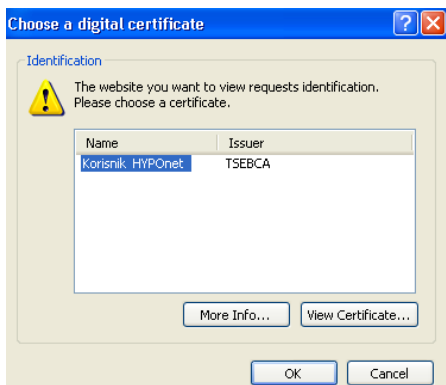 Choose a digital certificate
Identification
The website you want to view requests identification.
Please choose a certificate.
Name Issuer
Korisnik HYPOnet TSEBCA
More Info... View Certificate...
OK Cancel